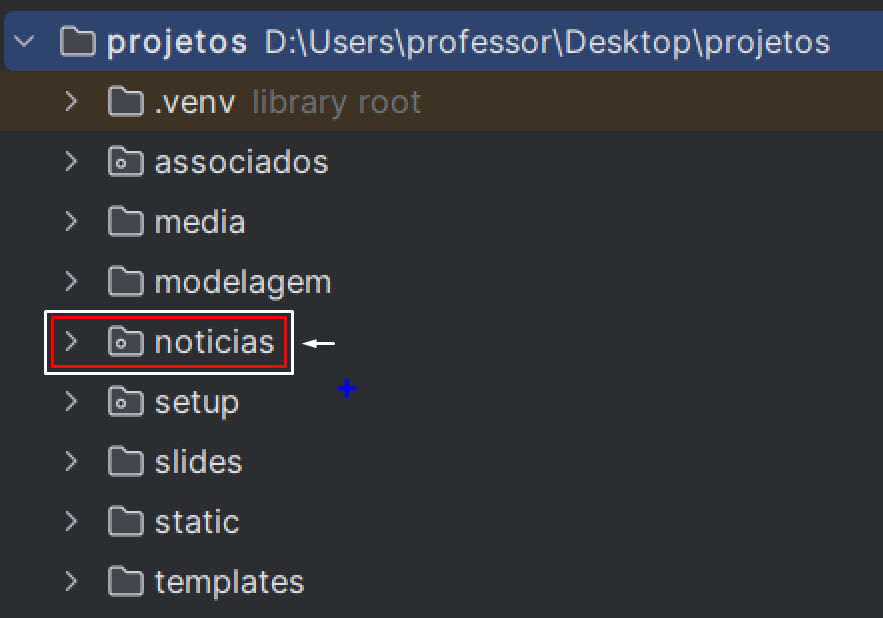 projetos D:\Users\professor\Desktop\projetos
.venv library root
associados
media
modelagem
noticias
setup
slides
static
templates